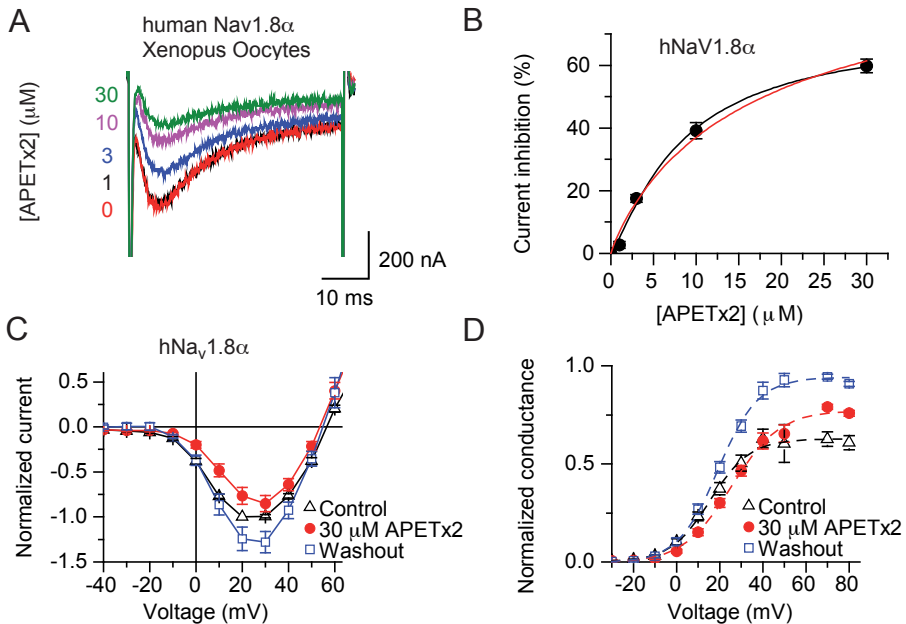 A
human Nav1.8α
Xenopus Oocytes
[APETx2] (μM)
30
10
3
1
0
200 nA
10 ms
B
hNaV1.8α
Current inhibition (%)
60
40
20
0
0 5 10 15 20 25 30
[APETx2] (μM)
C
hNav1.8α
Normalized current
0.5
0.0
-0.5
-1.0
-1.5
-40 -20 0 20 40 60
Voltage (mV)
Control
30 μM APETx2
Washout
D
Normalized conductance
1.0
0.5
0.0
-20 0 20 40 60 80
Voltage (mV)
Control
30 μM APETx2
Washout